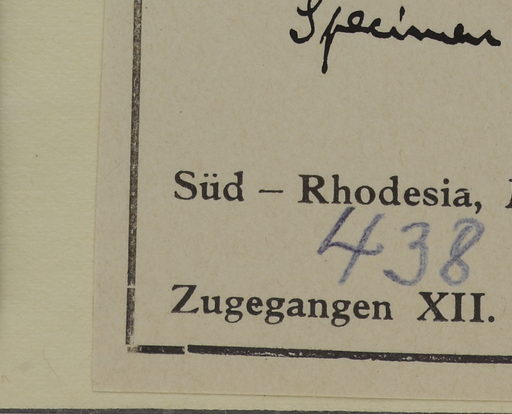 Specimen
Süd – Rhodesia,
438
Zugegangen XII.